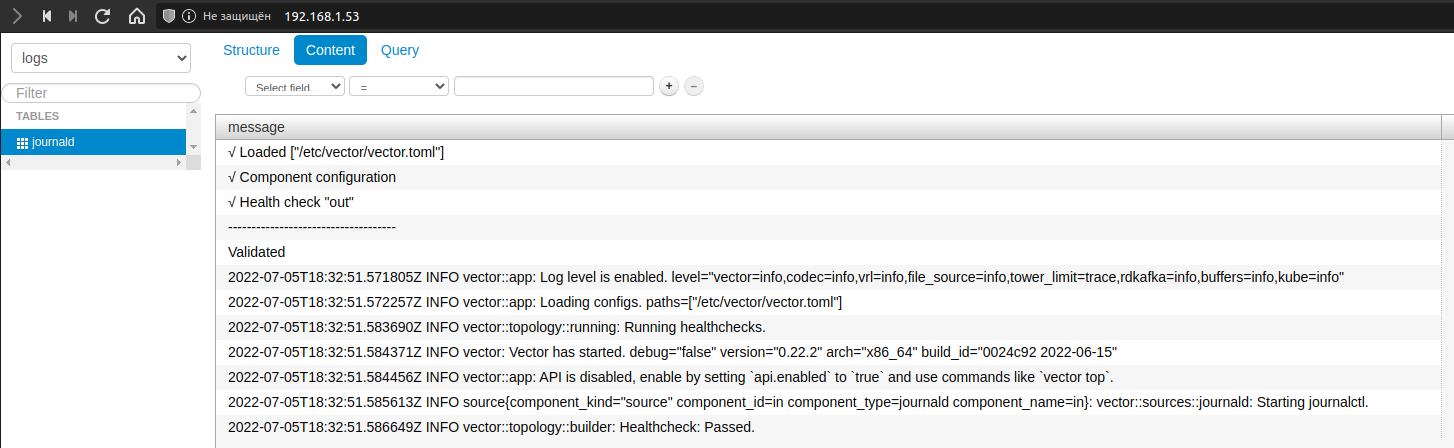 Не защищён 192.168.1.53
logs
Structure Content Query
Filter
Select field. = + −
TABLES
journald
message
√ Loaded ["/etc/vector/vector.toml"]
√ Component configuration
√ Health check "out"
------------------------------------
Validated
2022-07-05T18:32:51.571805Z INFO vector::app: Log level is enabled. level="vector=info,codec=info,vrl=info,file_source=info,tower_limit=trace,rdkafka=info,buffers=info,kube=info"
2022-07-05T18:32:51.572257Z INFO vector::app: Loading configs. paths=["/etc/vector/vector.toml"]
2022-07-05T18:32:51.583690Z INFO vector::topology::running: Running healthchecks.
2022-07-05T18:32:51.584371Z INFO vector: Vector has started. debug="false" version="0.22.2" arch="x86_64" build_id="0024c92 2022-06-15"
2022-07-05T18:32:51.584456Z INFO vector::app: API is disabled, enable by setting `api.enabled` to `true` and use commands like `vector top`.
2022-07-05T18:32:51.585613Z INFO source{component_kind="source" component_id=in component_type=journald component_name=in}: vector::sources::journald: Starting journalctl.
2022-07-05T18:32:51.586649Z INFO vector::topology::builder: Healthcheck: Passed.